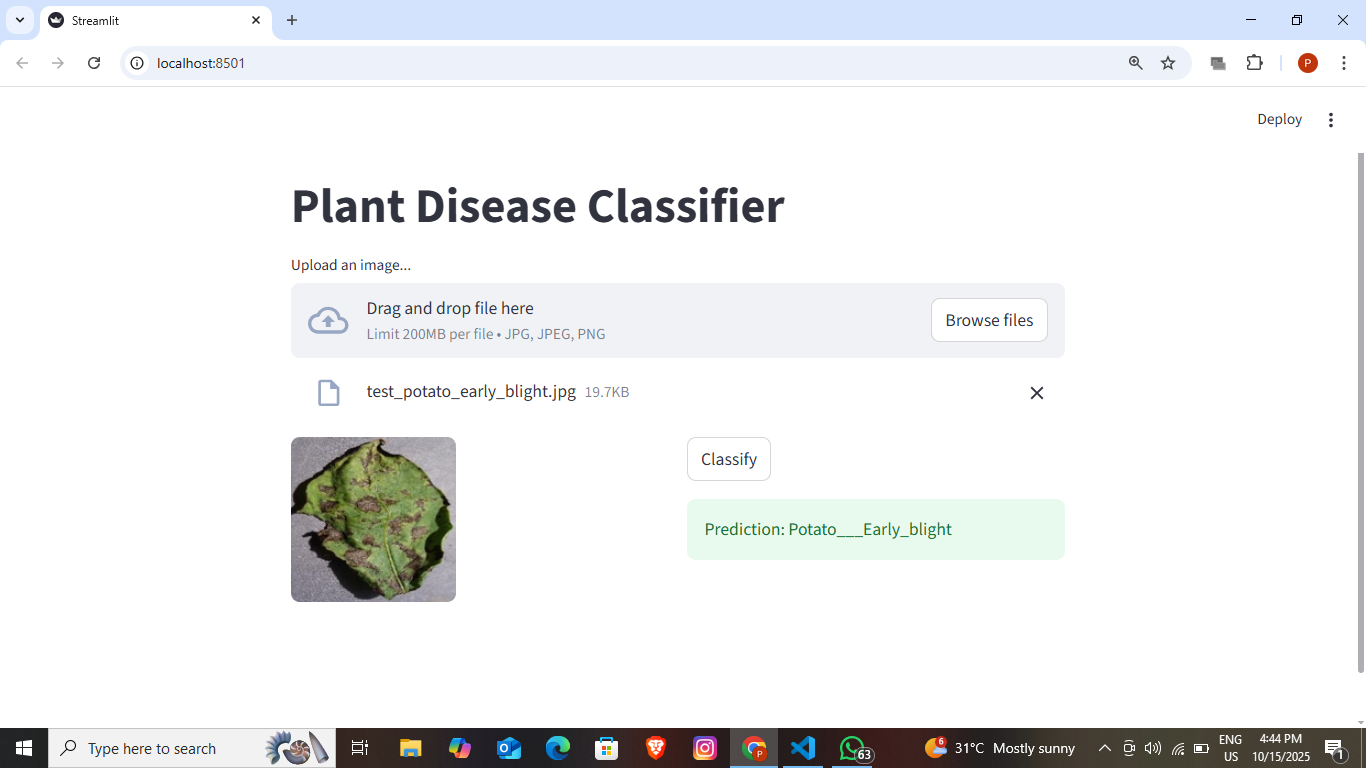 Streamlit
localhost:8501
P
Deploy
Plant Disease Classifier
Upload an image...
Drag and drop file here
Limit 200MB per file • JPG, JPEG, PNG
Browse files
test_potato_early_blight.jpg 19.7KB
Classify
Prediction: Potato___Early_blight
Type here to search
P
63
6
31°C Mostly sunny
ENG
US
4:44 PM
10/15/2025
1